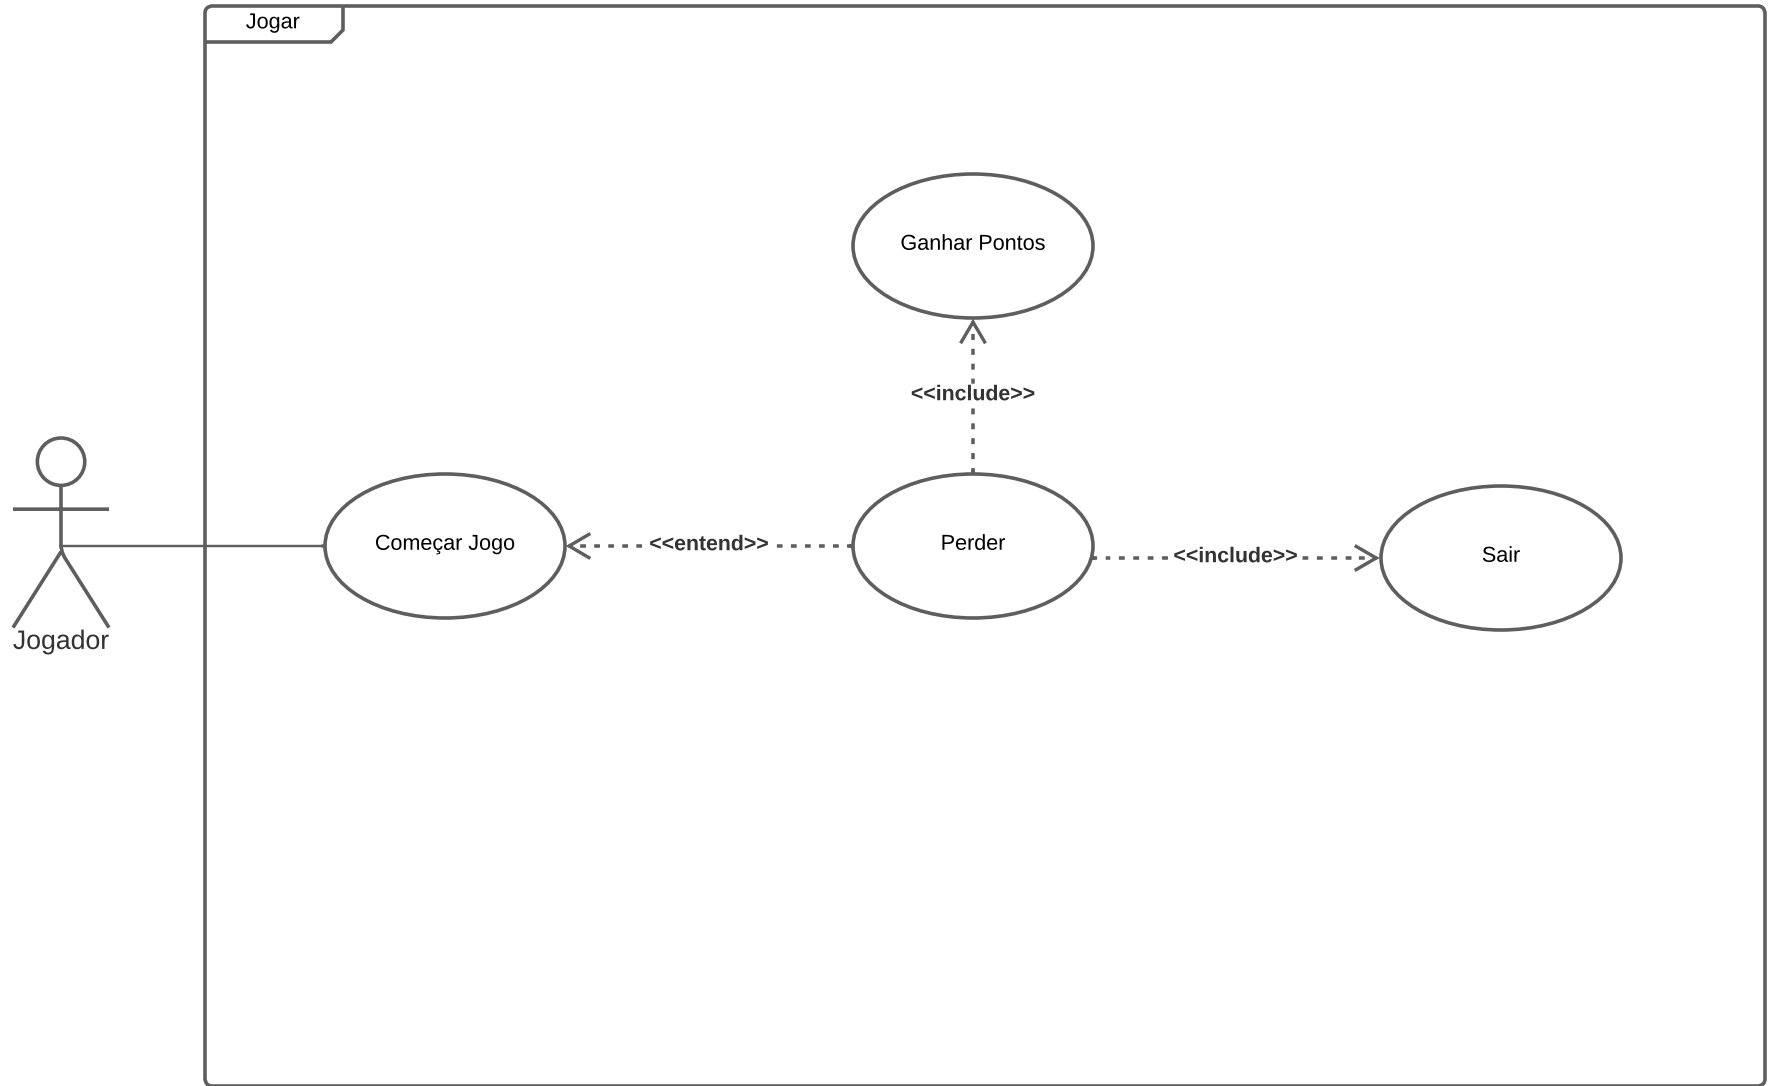 Jogar
Ganhar Pontos
<<include>>
Começar Jogo
<<entend>>
Perder
<<include>>
Sair
Jogador